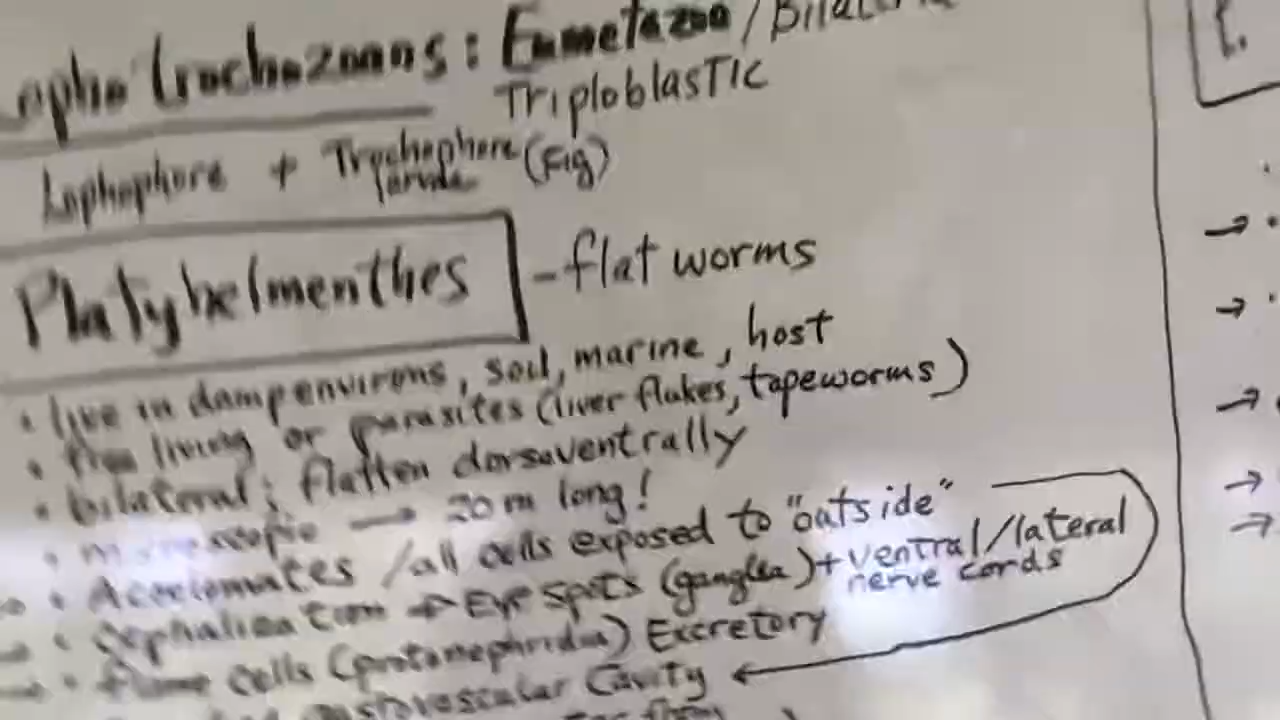 opho trochozoans: Eumetazoa/Bilateria
Triploblastic
Lophophore + Trochophore (Fig)
larvae
Platyhelmenthes - flat worms
• live in damp environs, soil, marine, host
• free living or parasites (liver flukes, tapeworms)
• bilateral; flatten dorsoventrally
• microscopic → 20 m long!
• Acoelomates /all cells exposed to "outside"
• cephalization → Eye spots (ganglia) + ventral/lateral
nerve cords
• flame cells (protonephridia) Excretory
gastrovascular Cavity